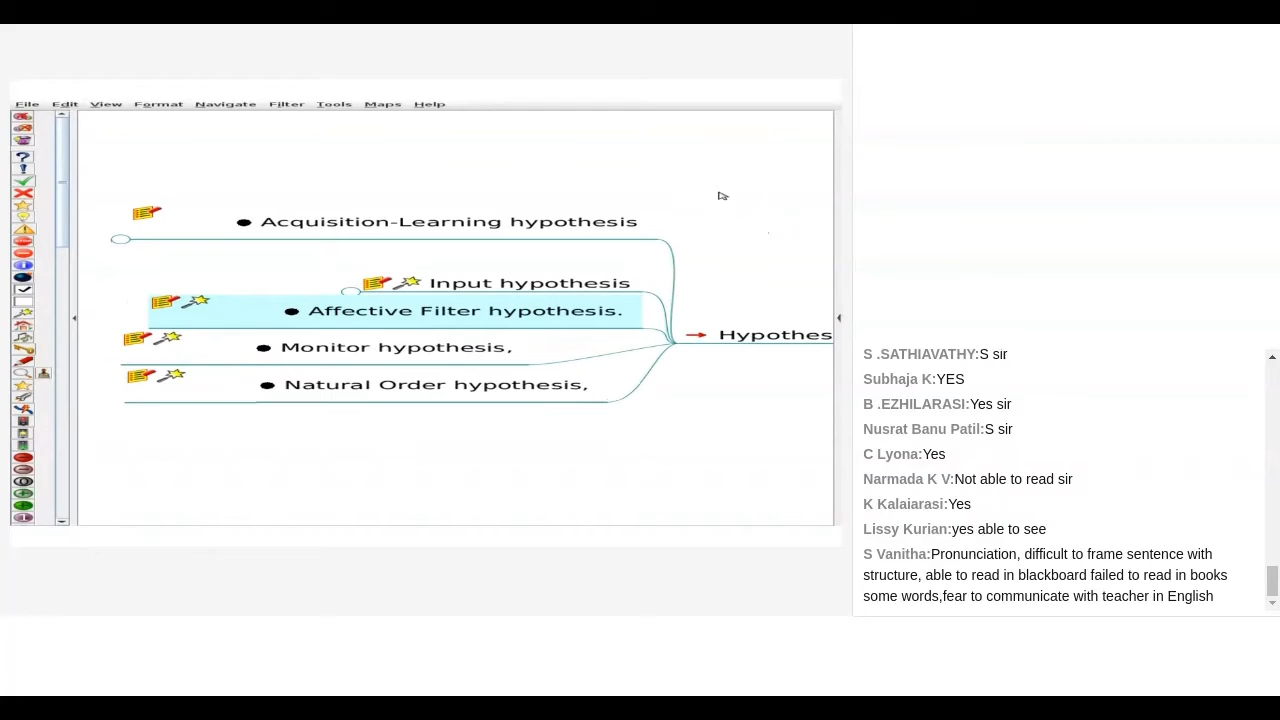 File Edit View Format Navigate Filter Tools Maps Help
Acquisition-Learning hypothesis
Input hypothesis
Affective Filter hypothesis.
Hypothes
Monitor hypothesis,
Natural Order hypothesis,
S .SATHIAVATHY:S sir
Subhaja K:YES
B .EZHILARASI:Yes sir
Nusrat Banu Patil:S sir
C Lyona:Yes
Narmada K V:Not able to read sir
K Kalaiarasi:Yes
Lissy Kurian:yes able to see
S Vanitha:Pronunciation, difficult to frame sentence with
structure, able to read in blackboard failed to read in books
some words,fear to communicate with teacher in English